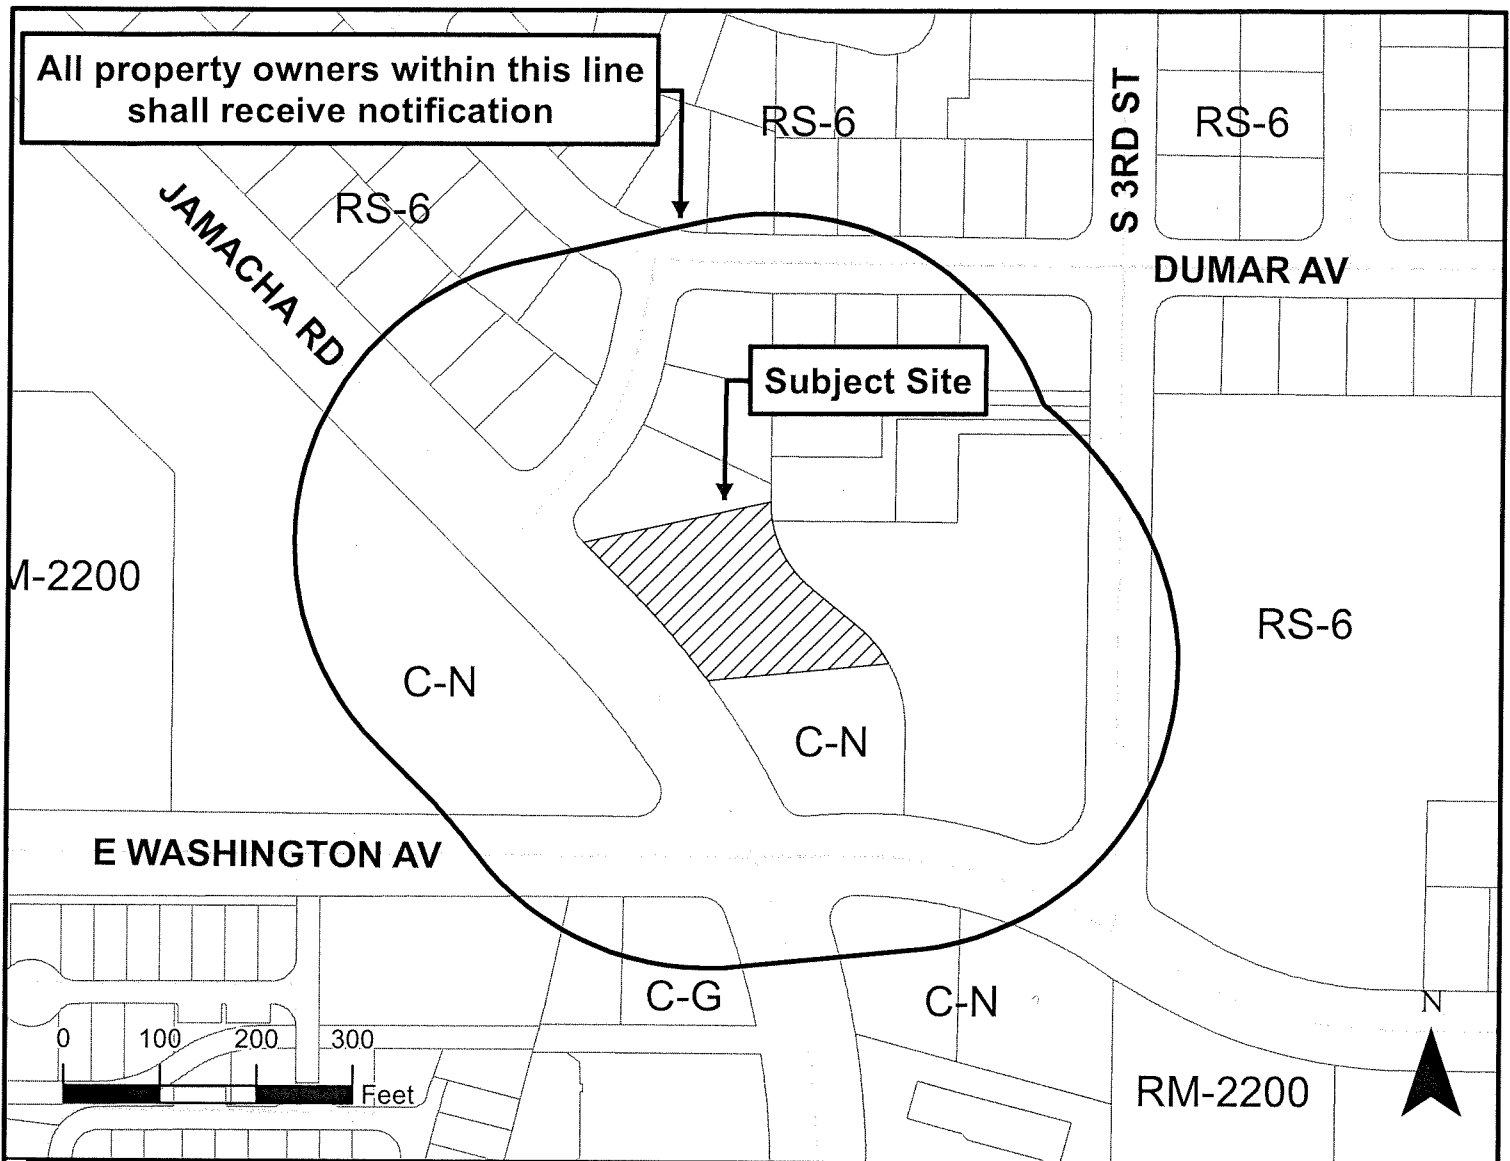 All property owners within this line
shall receive notification
RS-6
S 3RD ST
RS-6
RS-6
JAMACHA RD
DUMAR AV
Subject Site
M-2200
RS-6
C-N
C-N
E WASHINGTON AV
C-G
C-N
N
0 100 200 300
Feet
RM-2200